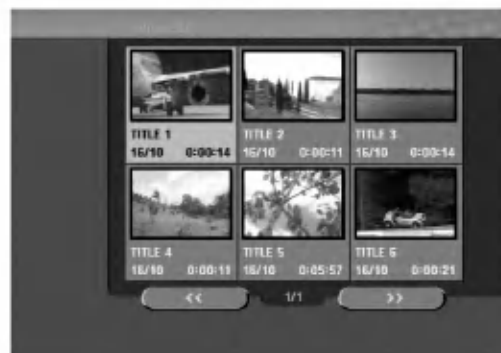 TITLE 1
16/10 0:00:14
TITLE 2
16/10 0:00:11
TITLE 3
16/10 0:00:14
TITLE 4
16/10 0:00:11
TITLE 5
16/10 0:05:57
TITLE 6
16/10 0:00:21
<< 1/1 >>